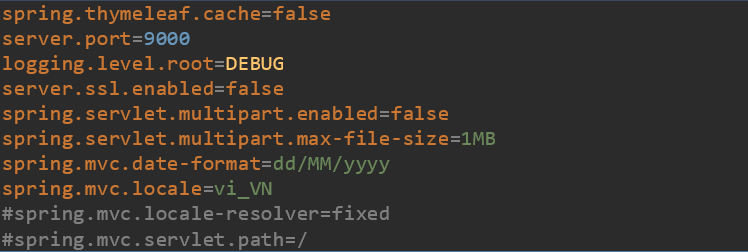 spring.thymeleaf.cache=false
server.port=9000
logging.level.root=DEBUG
server.ssl.enabled=false
spring.servlet.multipart.enabled=false
spring.servlet.multipart.max-file-size=1MB
spring.mvc.date-format=dd/MM/yyyy
spring.mvc.locale=vi_VN
#spring.mvc.locale-resolver=fixed
#spring.mvc.servlet.path=/